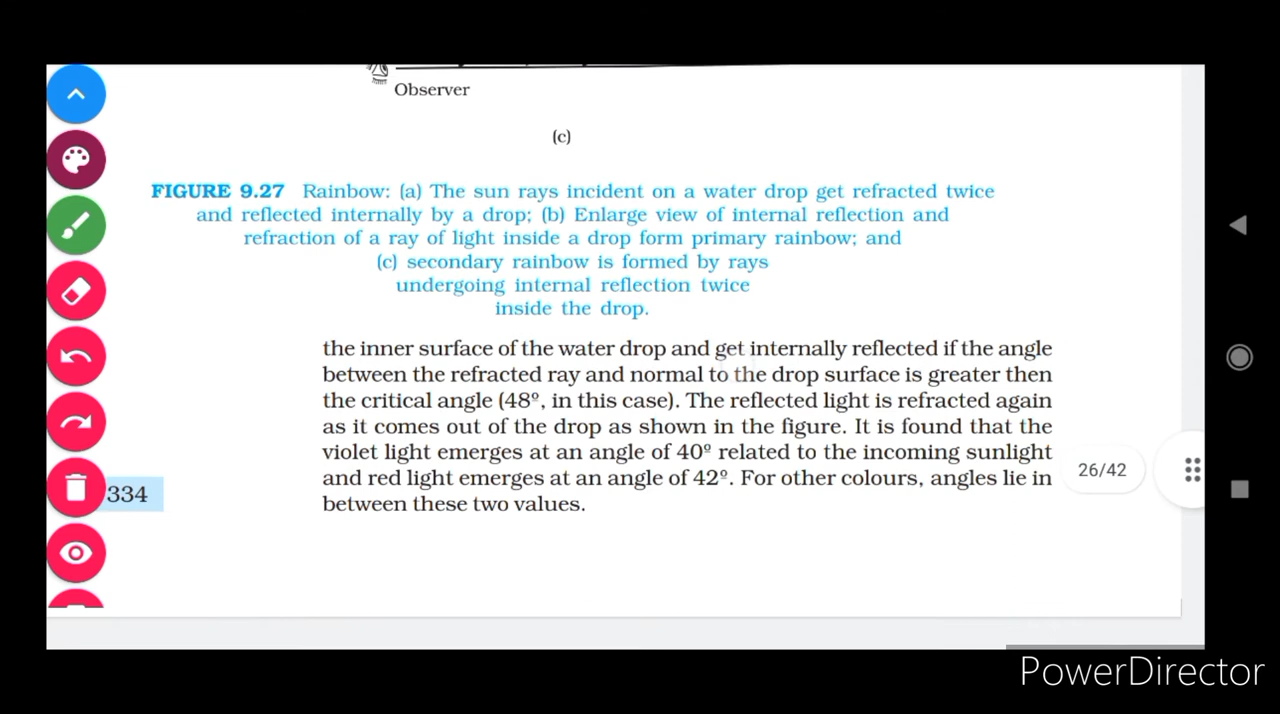 Observer
(c)
FIGURE 9.27 Rainbow: (a) The sun rays incident on a water drop get refracted twice
and reflected internally by a drop; (b) Enlarge view of internal reflection and
refraction of a ray of light inside a drop form primary rainbow; and
(c) secondary rainbow is formed by rays
undergoing internal reflection twice
inside the drop.
the inner surface of the water drop and get internally reflected if the angle
between the refracted ray and normal to the drop surface is greater then
the critical angle (48º, in this case). The reflected light is refracted again
as it comes out of the drop as shown in the figure. It is found that the
violet light emerges at an angle of 40º related to the incoming sunlight
and red light emerges at an angle of 42º. For other colours, angles lie in
between these two values.
334
26/42
PowerDirector